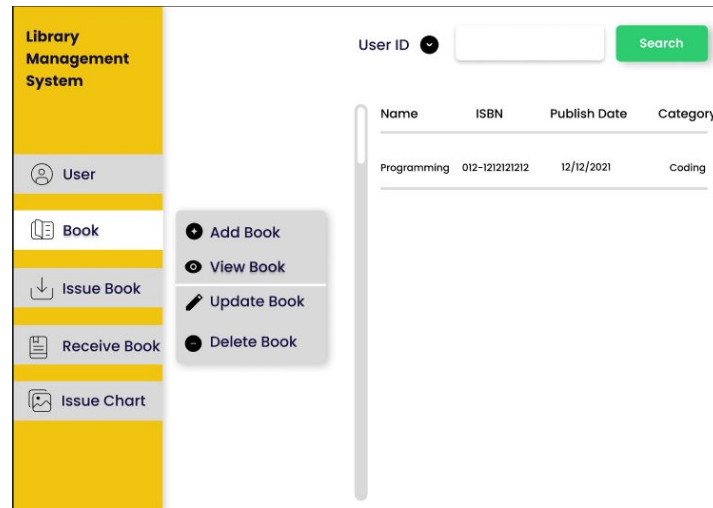 Library
Management
System
User
Book
Issue Book
Receive Book
Issue Chart
Add Book
View Book
Update Book
Delete Book
User ID
Search
Name ISBN Publish Date Category
Programming 012-1212121212 12/12/2021 Coding